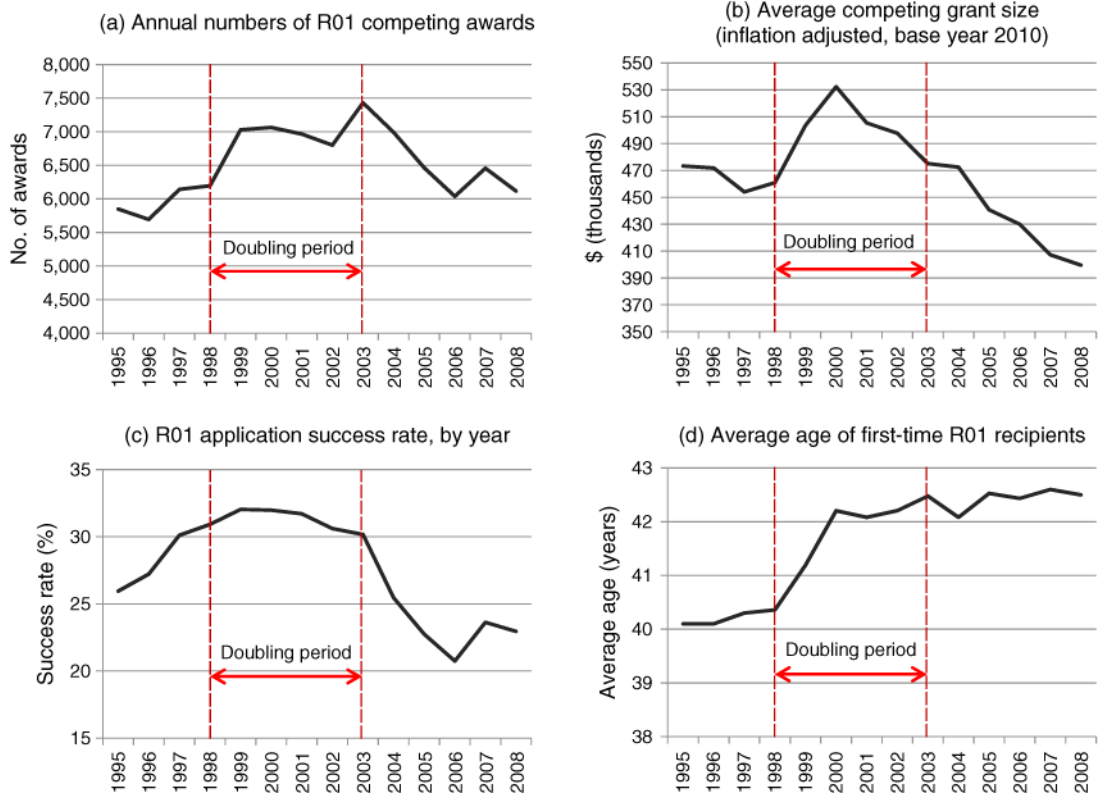 (a) Annual numbers of R01 competing awards
8,000
7,500
7,000
6,500
6,000
5,500
5,000
4,500
4,000
No. of awards
Doubling period
1995 1996 1997 1998 1999 2000 2001 2002 2003 2004 2005 2006 2007 2008
(b) Average competing grant size
(inflation adjusted, base year 2010)
550
530
510
490
470
450
430
410
390
370
350
$ (thousands)
Doubling period
1995 1996 1997 1998 1999 2000 2001 2002 2003 2004 2005 2006 2007 2008
(c) R01 application success rate, by year
35
30
25
20
15
Success rate (%)
Doubling period
1995 1996 1997 1998 1999 2000 2001 2002 2003 2004 2005 2006 2007 2008
(d) Average age of first-time R01 recipients
43
42
41
40
39
38
Average age (years)
Doubling period
1995 1996 1997 1998 1999 2000 2001 2002 2003 2004 2005 2006 2007 2008